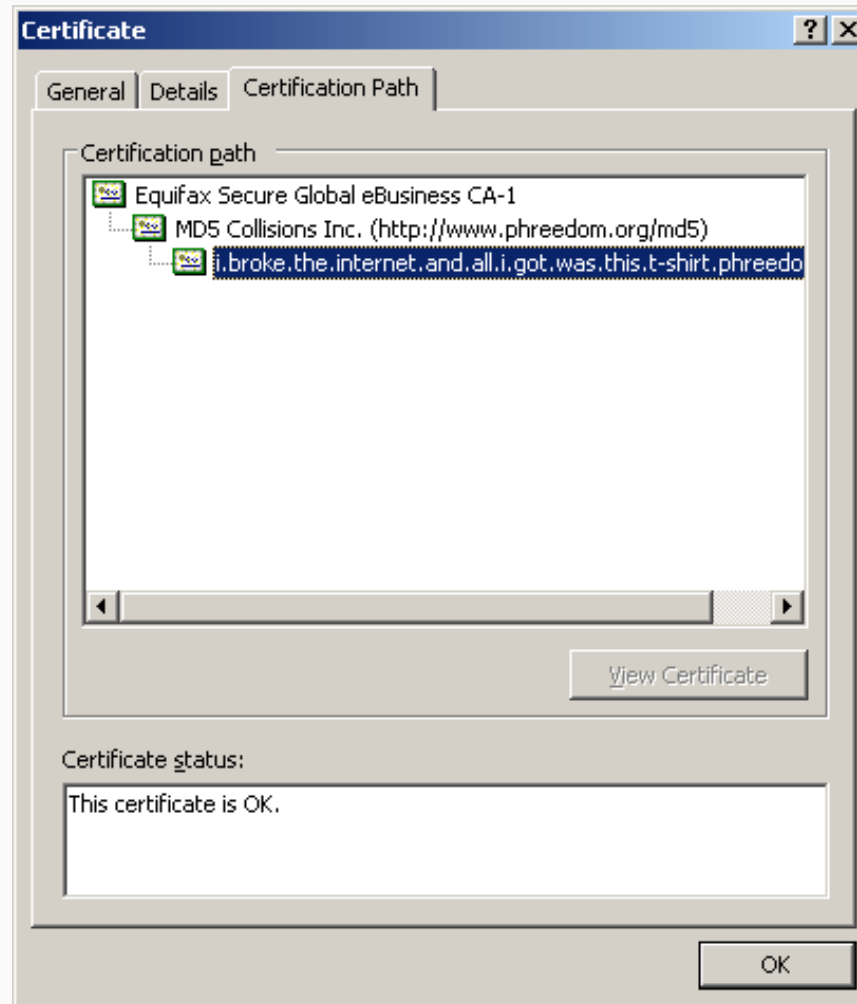 Certificate
General Details Certification Path
Certification path
Equifax Secure Global eBusiness CA-1
MD5 Collisions Inc. (http://www.phreedom.org/md5)
i.broke.the.internet.and.all.i.got.was.this.t-shirt.phreedo
View Certificate
Certificate status:
This certificate is OK.
OK